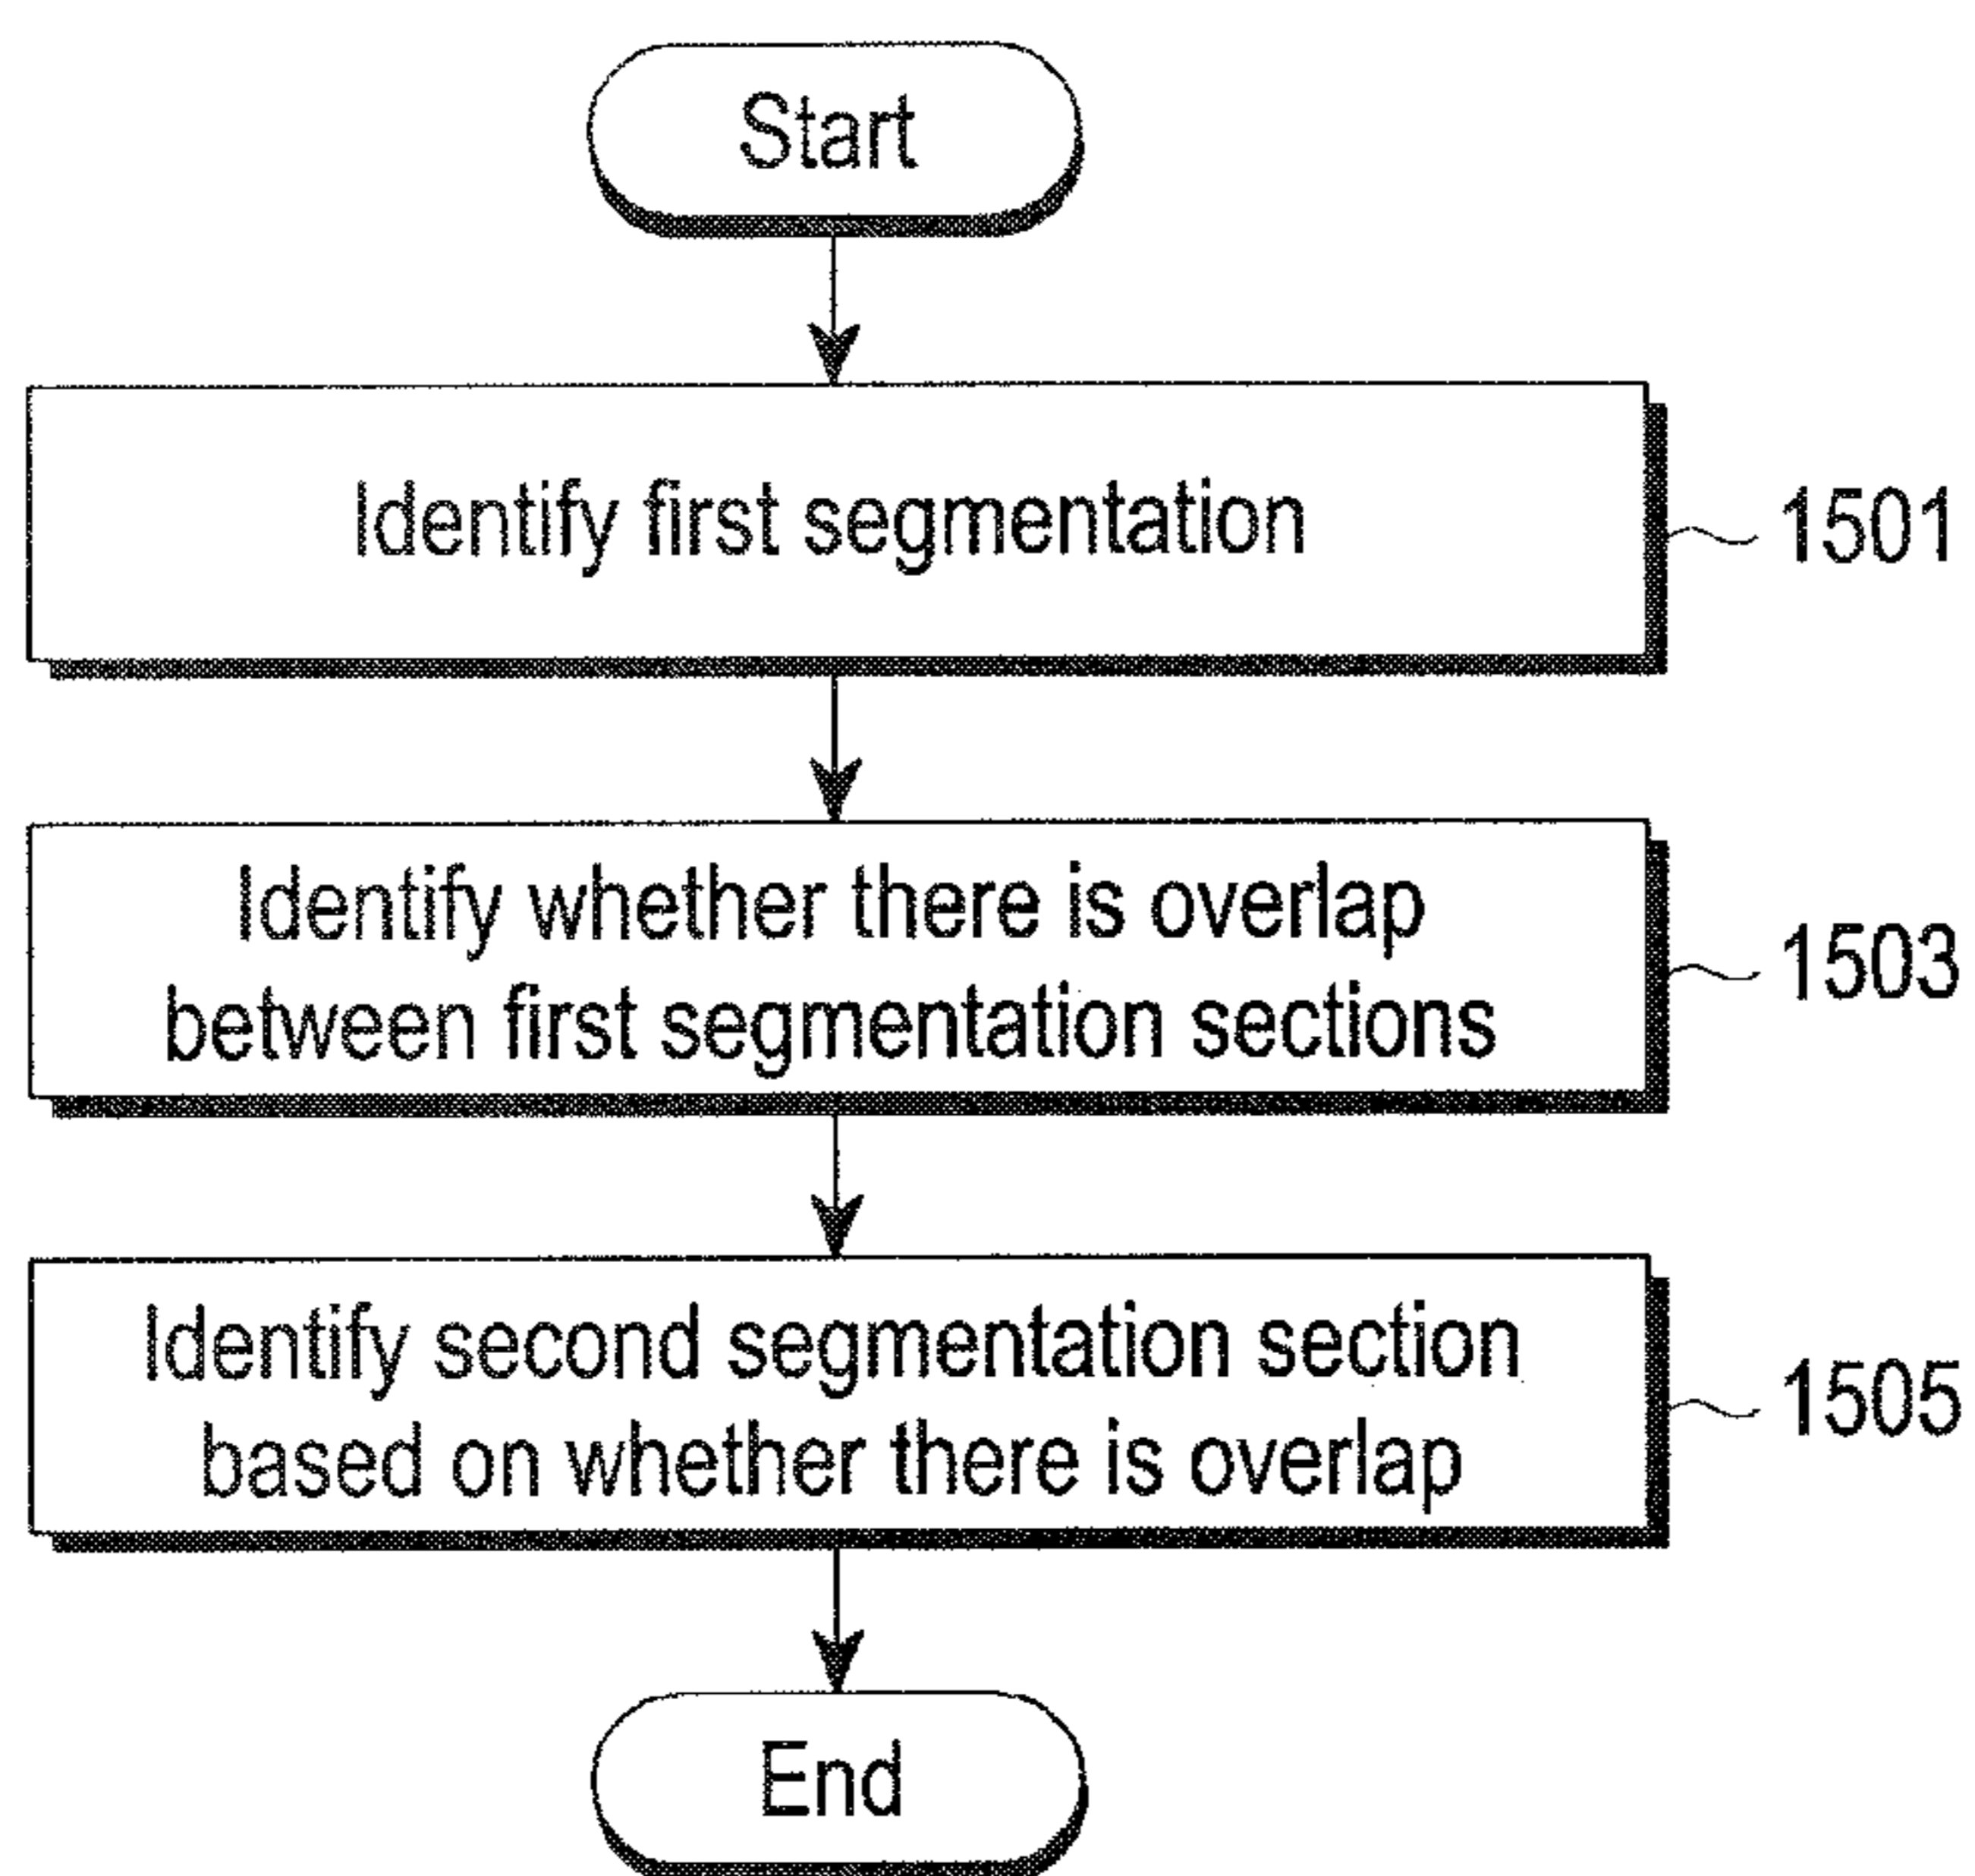 Start
Identify first segmentation
1501
Identify whether there is overlap
between first segmentation sections
1503
Identify second segmentation section
based on whether there is overlap
1505
End